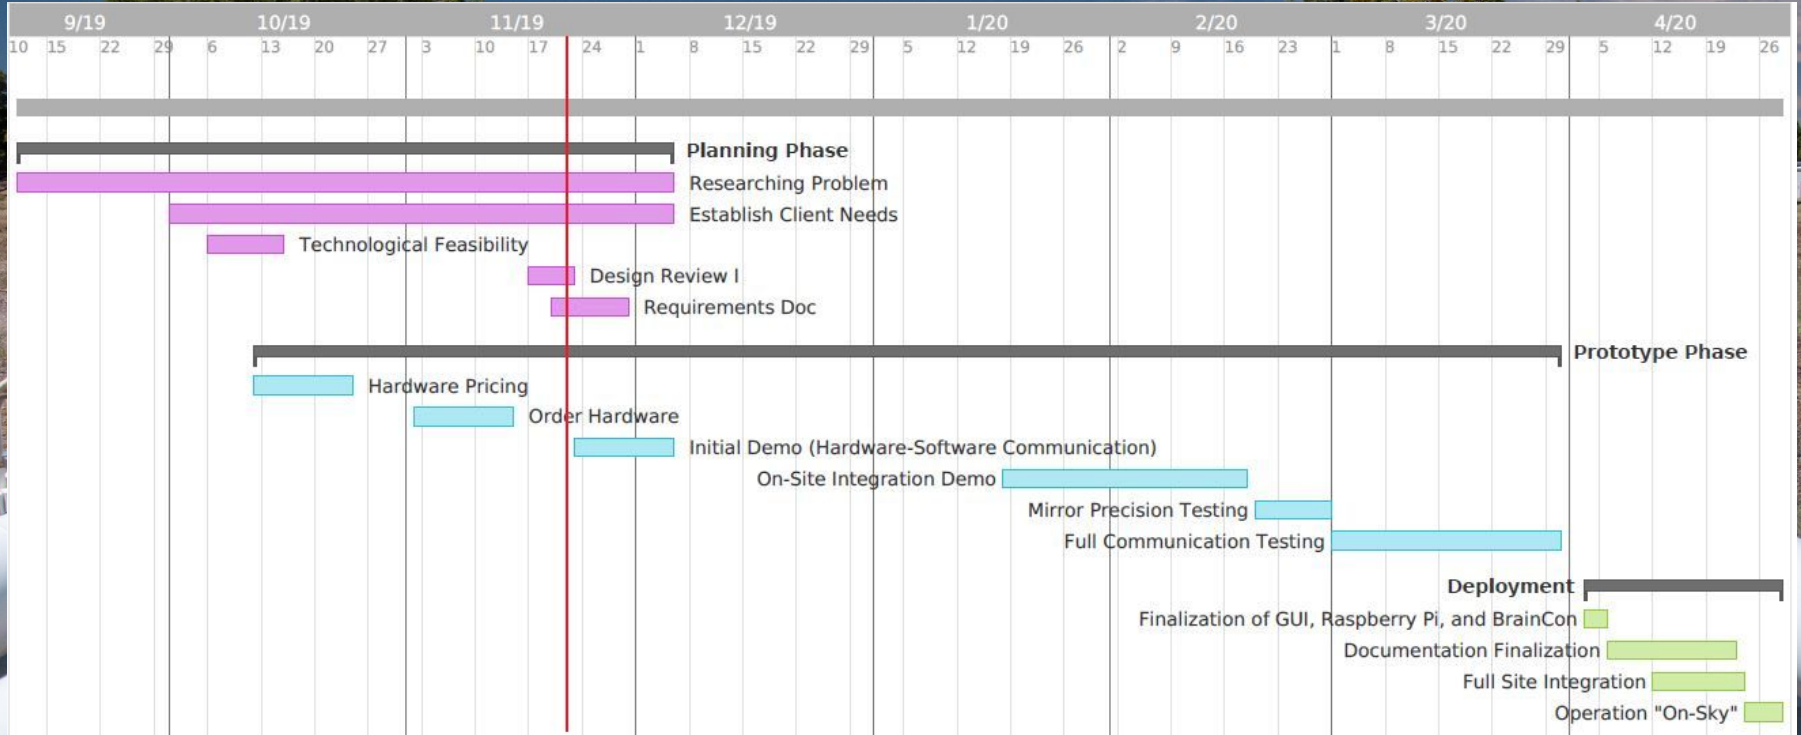 9/19 10/19 11/19 12/19 1/20 2/20 3/20 4/20
10 15 22 29 6 13 20 27 3 10 17 24 1 8 15 22 29 5 12 19 26 2 9 16 23 1 8 15 22 29 5 12 19 26
Planning Phase
Researching Problem
Establish Client Needs
Technological Feasibility
Design Review I
Requirements Doc
Prototype Phase
Hardware Pricing
Order Hardware
Initial Demo (Hardware-Software Communication)
On-Site Integration Demo
Mirror Precision Testing
Full Communication Testing
Deployment
Finalization of GUI, Raspberry Pi, and BrainCon
Documentation Finalization
Full Site Integration
Operation "On-Sky"